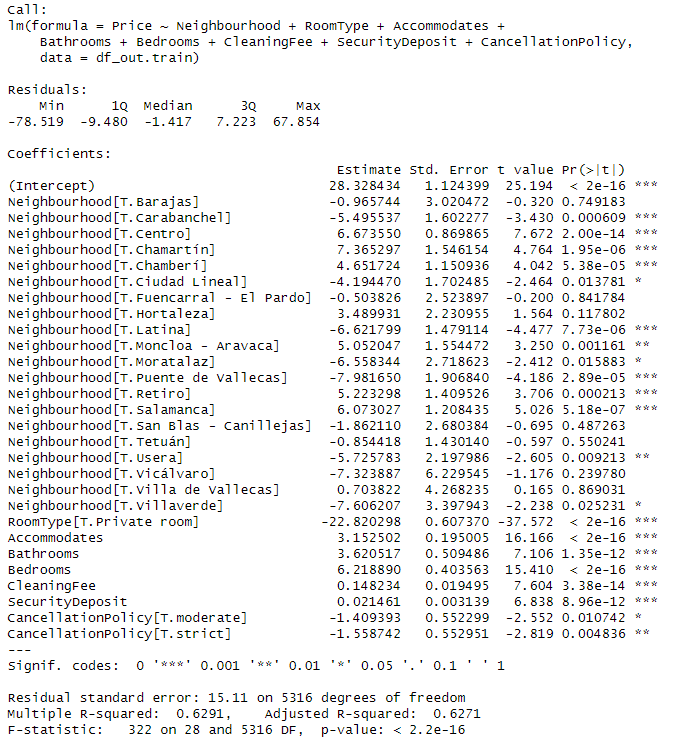 Call:
lm(formula = Price ~ Neighbourhood + RoomType + Accommodates +
    Bathrooms + Bedrooms + CleaningFee + SecurityDeposit + CancellationPolicy,
    data = df_out.train)
Residuals:
    Min      1Q  Median      3Q     Max
-78.519  -9.480  -1.417   7.223  67.854
Coefficients:
                                      Estimate Std. Error t value Pr(>|t|)
(Intercept)                          28.328434   1.124399  25.194  < 2e-16 ***
Neighbourhood[T.Barajas]             -0.965744   3.020472  -0.320 0.749183
Neighbourhood[T.Carabanchel]         -5.495537   1.602277  -3.430 0.000609 ***
Neighbourhood[T.Centro]               6.673550   0.869865   7.672 2.00e-14 ***
Neighbourhood[T.Chamartín]            7.365297   1.546154   4.764 1.95e-06 ***
Neighbourhood[T.Chamberí]             4.651724   1.150936   4.042 5.38e-05 ***
Neighbourhood[T.Ciudad Lineal]       -4.194470   1.702485  -2.464 0.013781 *
Neighbourhood[T.Fuencarral - El Pardo] -0.503826   2.523897  -0.200 0.841784
Neighbourhood[T.Hortaleza]            3.489931   2.230955   1.564 0.117802
Neighbourhood[T.Latina]              -6.621799   1.479114  -4.477 7.73e-06 ***
Neighbourhood[T.Moncloa - Aravaca]    5.052047   1.554472   3.250 0.001161 **
Neighbourhood[T.Moratalaz]           -6.558344   2.718623  -2.412 0.015883 *
Neighbourhood[T.Puente de Vallecas]  -7.981650   1.906840  -4.186 2.89e-05 ***
Neighbourhood[T.Retiro]               5.223298   1.409526   3.706 0.000213 ***
Neighbourhood[T.Salamanca]            6.073027   1.208435   5.026 5.18e-07 ***
Neighbourhood[T.San Blas - Canillejas] -1.862110   2.680384  -0.695 0.487263
Neighbourhood[T.Tetuán]              -0.854418   1.430140  -0.597 0.550241
Neighbourhood[T.Usera]               -5.725783   2.197986  -2.605 0.009213 **
Neighbourhood[T.Vicálvaro]           -7.323887   6.229545  -1.176 0.239780
Neighbourhood[T.Villa de Vallecas]    0.703822   4.268235   0.165 0.869031
Neighbourhood[T.Villaverde]          -7.606207   3.397943  -2.238 0.025231 *
RoomType[T.Private room]            -22.820298   0.607370 -37.572  < 2e-16 ***
Accommodates                          3.152502   0.195005  16.166  < 2e-16 ***
Bathrooms                             3.620517   0.509486   7.106 1.35e-12 ***
Bedrooms                              6.218890   0.403563  15.410  < 2e-16 ***
CleaningFee                           0.148234   0.019495   7.604 3.38e-14 ***
SecurityDeposit                       0.021461   0.003139   6.838 8.96e-12 ***
CancellationPolicy[T.moderate]       -1.409393   0.552299  -2.552 0.010742 *
CancellationPolicy[T.strict]         -1.558742   0.552951  -2.819 0.004836 **
---
Signif. codes:  0 '***' 0.001 '**' 0.01 '*' 0.05 '.' 0.1 ' ' 1
Residual standard error: 15.11 on 5316 degrees of freedom
Multiple R-squared:  0.6291,    Adjusted R-squared:  0.6271
F-statistic:   322 on 28 and 5316 DF,  p-value: < 2.2e-16